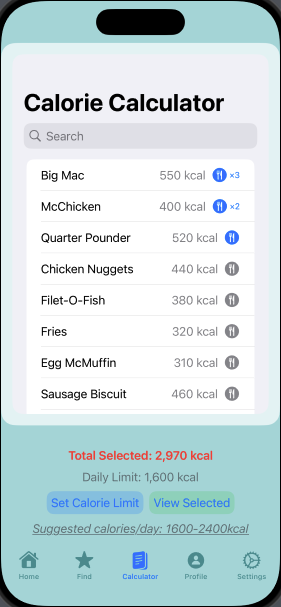 Calorie Calculator
Search
Big Mac 550 kcal ×3
McChicken 400 kcal ×2
Quarter Pounder 520 kcal
Chicken Nuggets 440 kcal
Filet-O-Fish 380 kcal
Fries 320 kcal
Egg McMuffin 310 kcal
Sausage Biscuit 460 kcal
Total Selected: 2,970 kcal
Daily Limit: 1,600 kcal
Set Calorie Limit View Selected
Suggested calories/day: 1600-2400kcal
Home Find Calculator Profile Settings